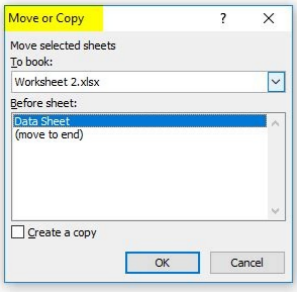 Move or Copy ? ×
Move selected sheets
To book:
Worksheet 2.xlsx
Before sheet:
Data Sheet
(move to end)
Create a copy
OK Cancel